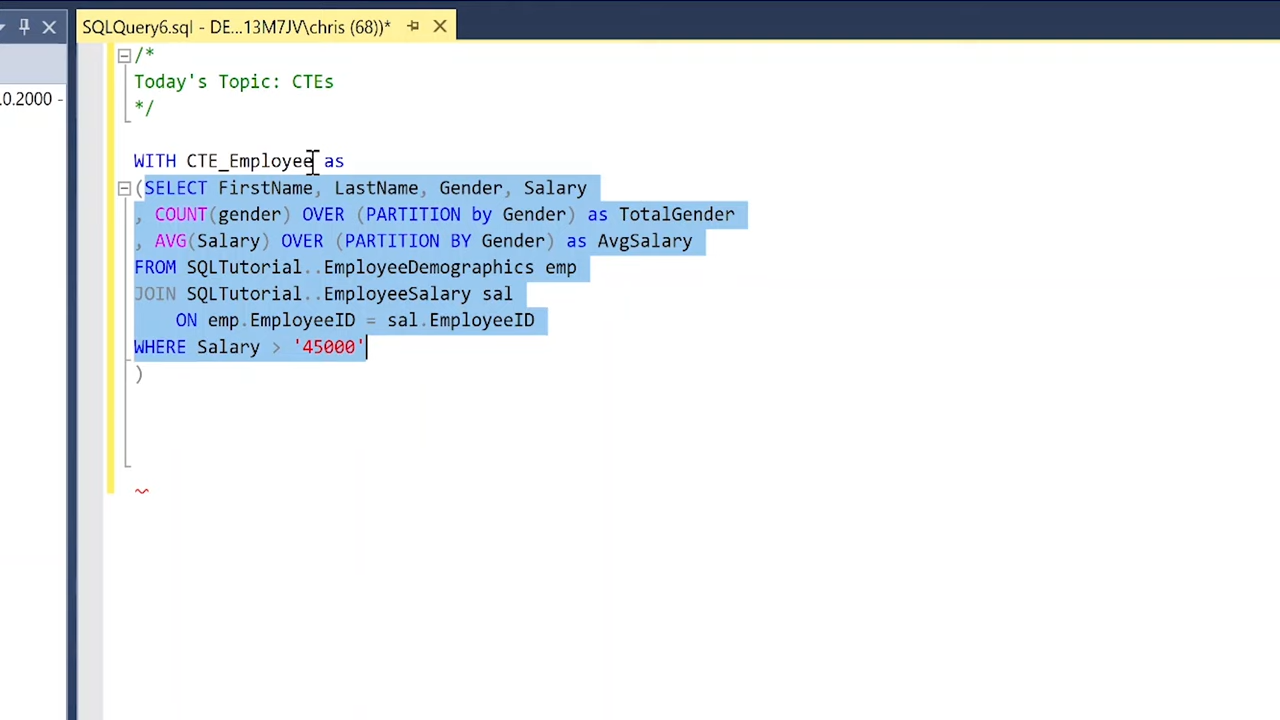 SQLQuery6.sql - DE...13M7JV\chris (68))*
.0.2000 -
/*
Today's Topic: CTEs
*/
WITH CTE_Employee as
(SELECT FirstName, LastName, Gender, Salary
, COUNT(gender) OVER (PARTITION by Gender) as TotalGender
, AVG(Salary) OVER (PARTITION BY Gender) as AvgSalary
FROM SQLTutorial..EmployeeDemographics emp
JOIN SQLTutorial..EmployeeSalary sal
ON emp.EmployeeID = sal.EmployeeID
WHERE Salary > '45000'
)